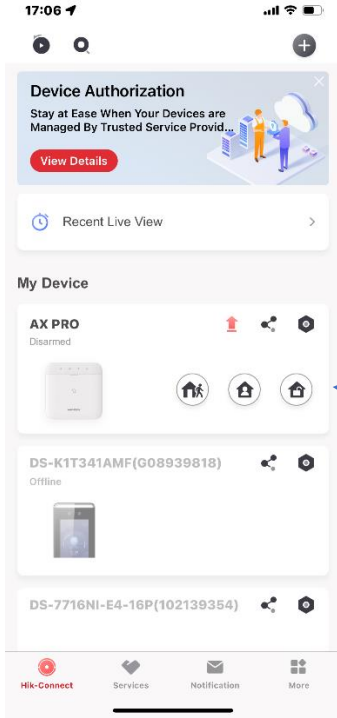 17:06
Device Authorization
Stay at Ease When Your Devices are
Managed By Trusted Service Provid...
View Details
Recent Live View
My Device
AX PRO
Disarmed
DS-K1T341AMF(G08939818)
Offline
DS-7716NI-E4-16P(102139354)
Hik-Connect
Services
Notification
More